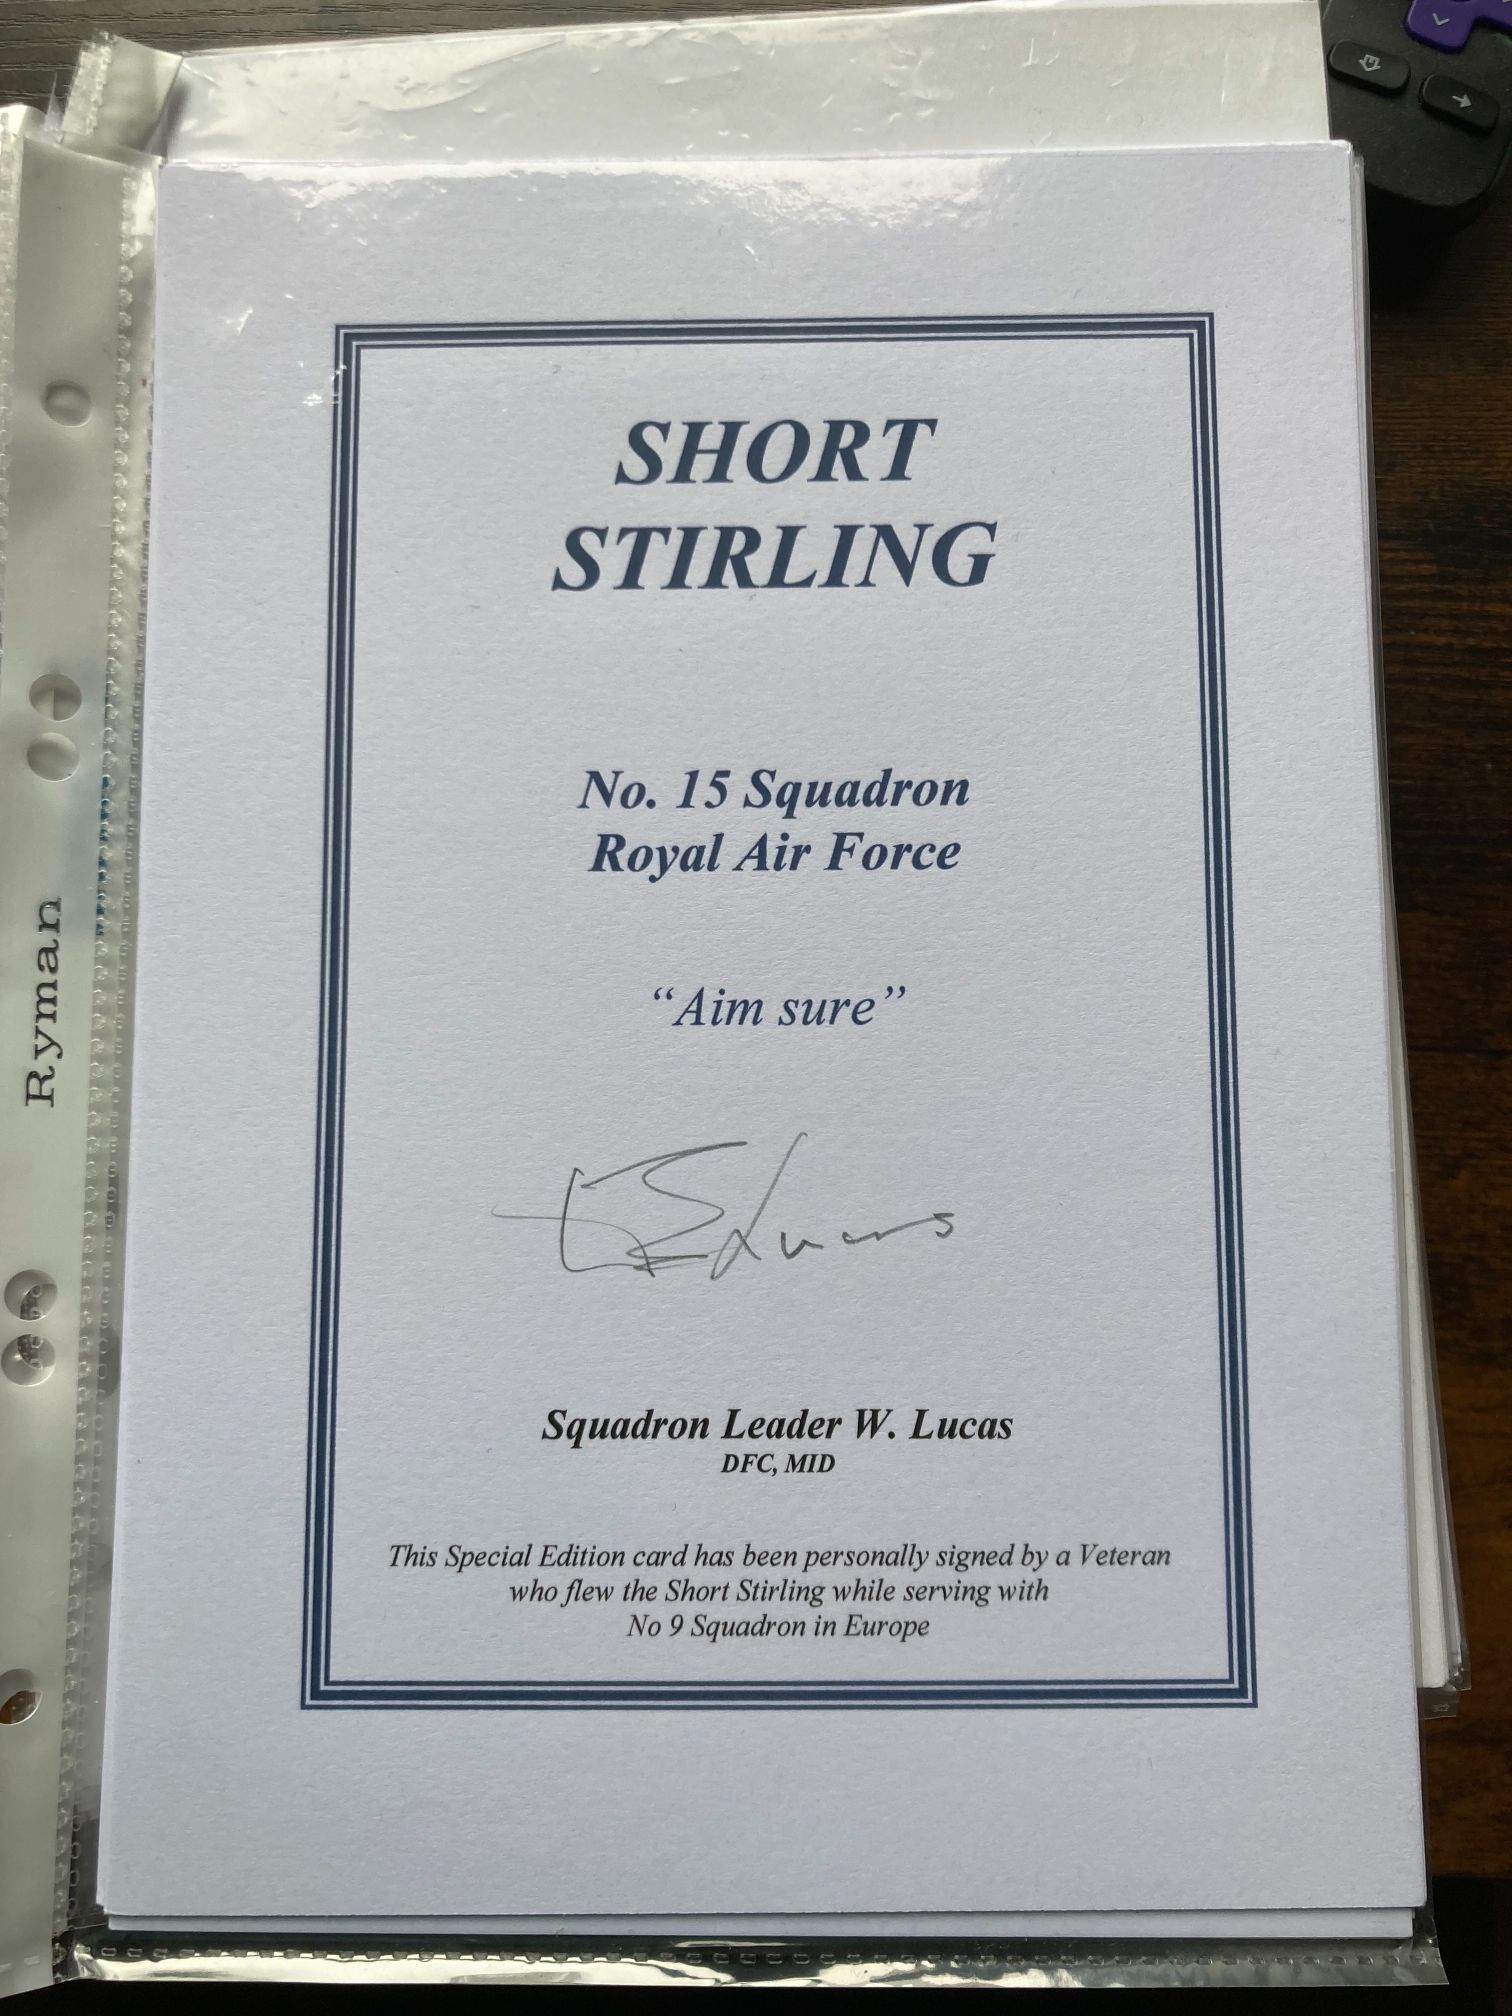 SHORT
STIRLING
No. 15 Squadron
Royal Air Force
“Aim sure”
Lucas
Squadron Leader W. Lucas
DFC, MID
This Special Edition card has been personally signed by a Veteran
who flew the Short Stirling while serving with
No 9 Squadron in Europe
Ryman